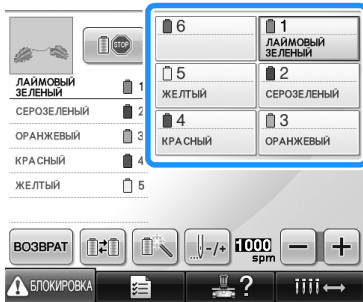 STOP
ЛАЙМОВЫЙ
ЗЕЛЕНЫЙ 1
СЕРОЗЕЛЕНЫЙ 2
ОРАНЖЕВЫЙ 3
КРАСНЫЙ 4
ЖЕЛТЫЙ 5
6
1
ЛАЙМОВЫЙ
ЗЕЛЕНЫЙ
5
ЖЕЛТЫЙ
2
СЕРОЗЕЛЕНЫЙ
4
КРАСНЫЙ
3
ОРАНЖЕВЫЙ
ВОЗВРАТ
-/+
1000
spm
− +
БЛОКИРОВКА
?